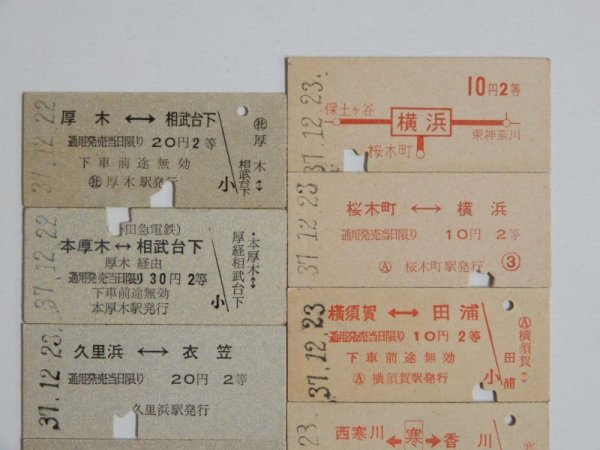 37.12.22
厚木 ↔ 相武台下
通用発売当日限り 20円 2等
下車前途無効
㊓ 厚木駅発行
小
㊓ 厚木
相武台下↔
37.12.22
(小田急電鉄)
本厚木 ↔ 相武台下
厚木 経由
通用発売当日限り 30円 2等
下車前途無効
本厚木駅発行
小
・本厚木↔
厚経相武台下
37.12.23
久里浜 ↔ 衣笠
通用発売当日限り 20円 2等
久里浜駅発行
37.12.23.
10円2等
保土ヶ谷
横浜
東神奈川
桜木町
37.12.23
桜木町 ↔ 横浜
通用発売当日限り 10円 2等
Ⓐ 桜木町駅発行
③
37.12.23
横須賀 ↔ 田浦
通用発売当日限り 10円 2等
下車前途無効
Ⓐ 横須賀駅発行
小
Ⓐ横須賀↔
田浦
23.
西寒川 ← 寒 → 香川